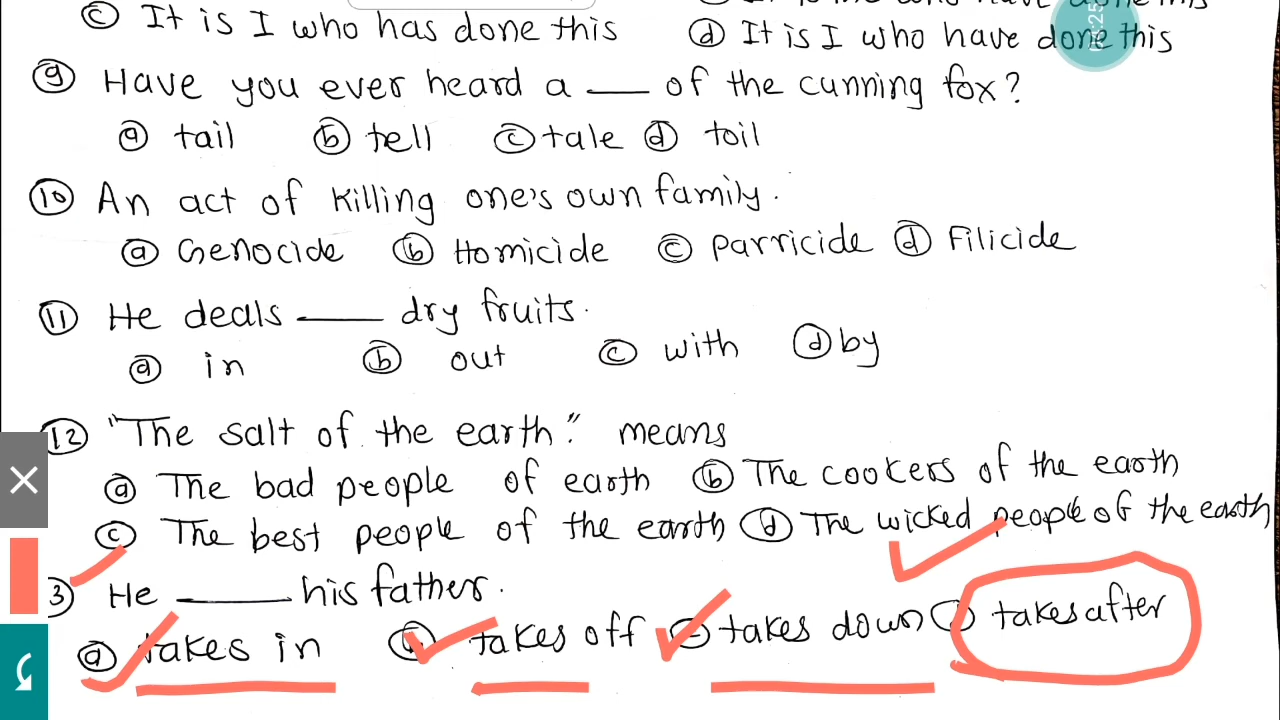 ⓒ It is I who has done this ⓓ It is I who have done this
⑨ Have you ever heard a ___ of the cunning fox?
ⓐ tail ⓑ tell ⓒ tale ⓓ toil
⑩ An act of killing one's own family.
ⓐ Genocide ⓑ Homicide ⓒ parricide ⓓ Filicide
⑪ He deals ___ dry fruits.
ⓐ in ⓑ out ⓒ with ⓓ by
⑫ "The salt of the earth." means
ⓐ The bad people of earth ⓑ The cookers of the earth
ⓒ The best people of the earth ⓓ The wicked people of the earth
3 He ___ his father.
ⓐ takes in ⓑ takes off ⓒ takes down ⓓ takes after